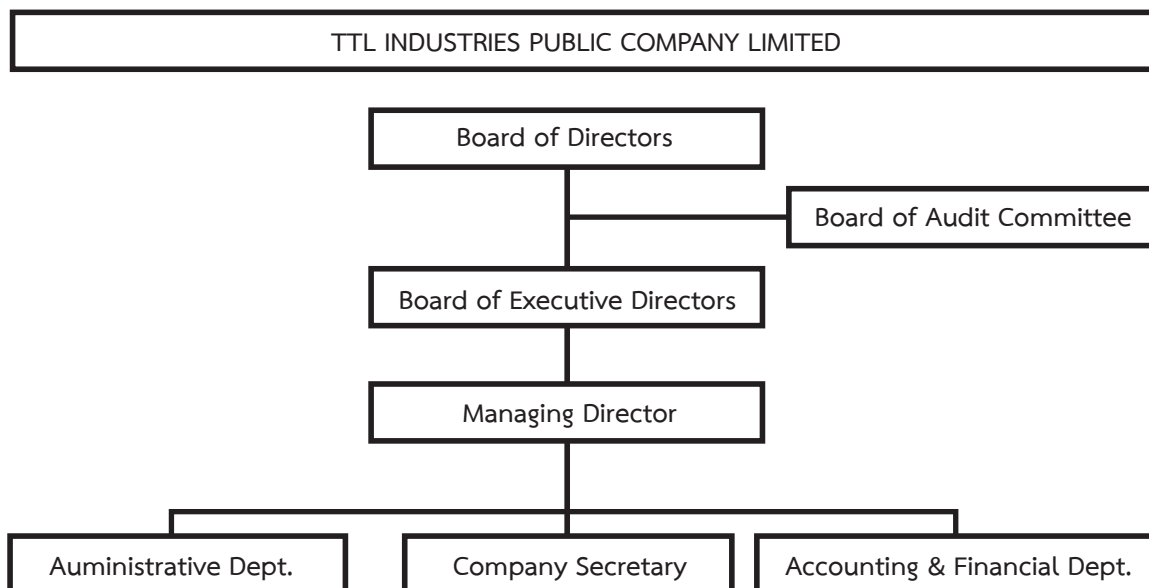 TTL INDUSTRIES PUBLIC COMPANY LIMITED
Board of Directors
Board of Audit Committee
Board of Executive Directors
Managing Director
Auministrative Dept.
Company Secretary
Accounting & Financial Dept.